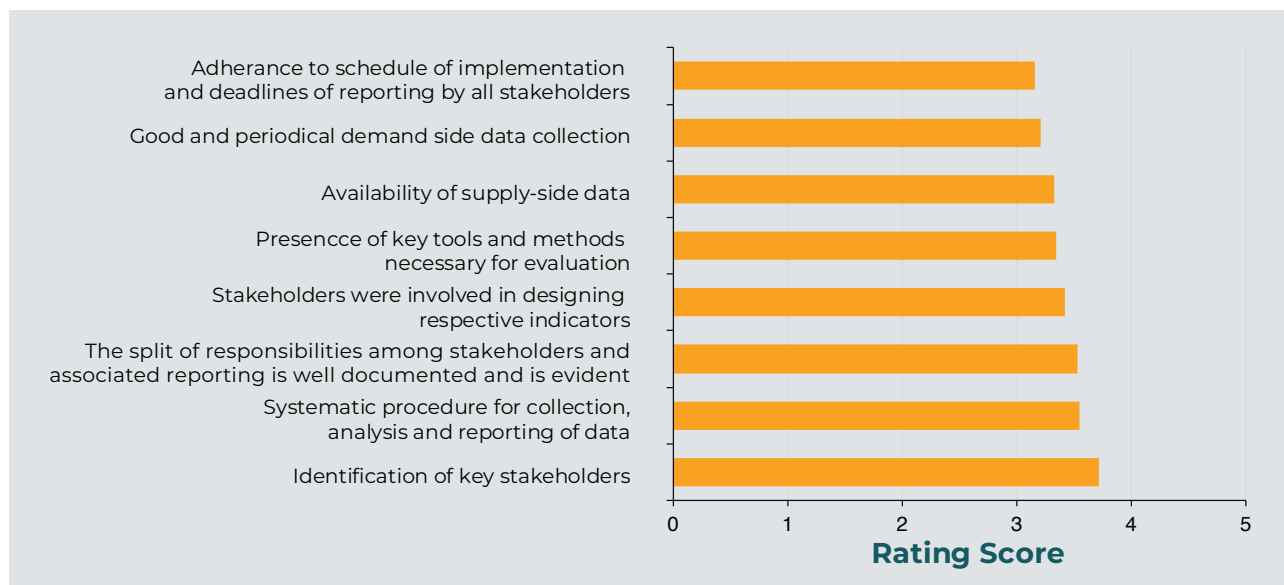 Adherance to schedule of implementation
and deadlines of reporting by all stakeholders
Good and periodical demand side data collection
Availability of supply-side data
Presencce of key tools and methods
necessary for evaluation
Stakeholders were involved in designing
respective indicators
The split of responsibilities among stakeholders and
associated reporting is well documented and is evident
Systematic procedure for collection,
analysis and reporting of data
Identification of key stakeholders
0 1 2 3 4 5
Rating Score